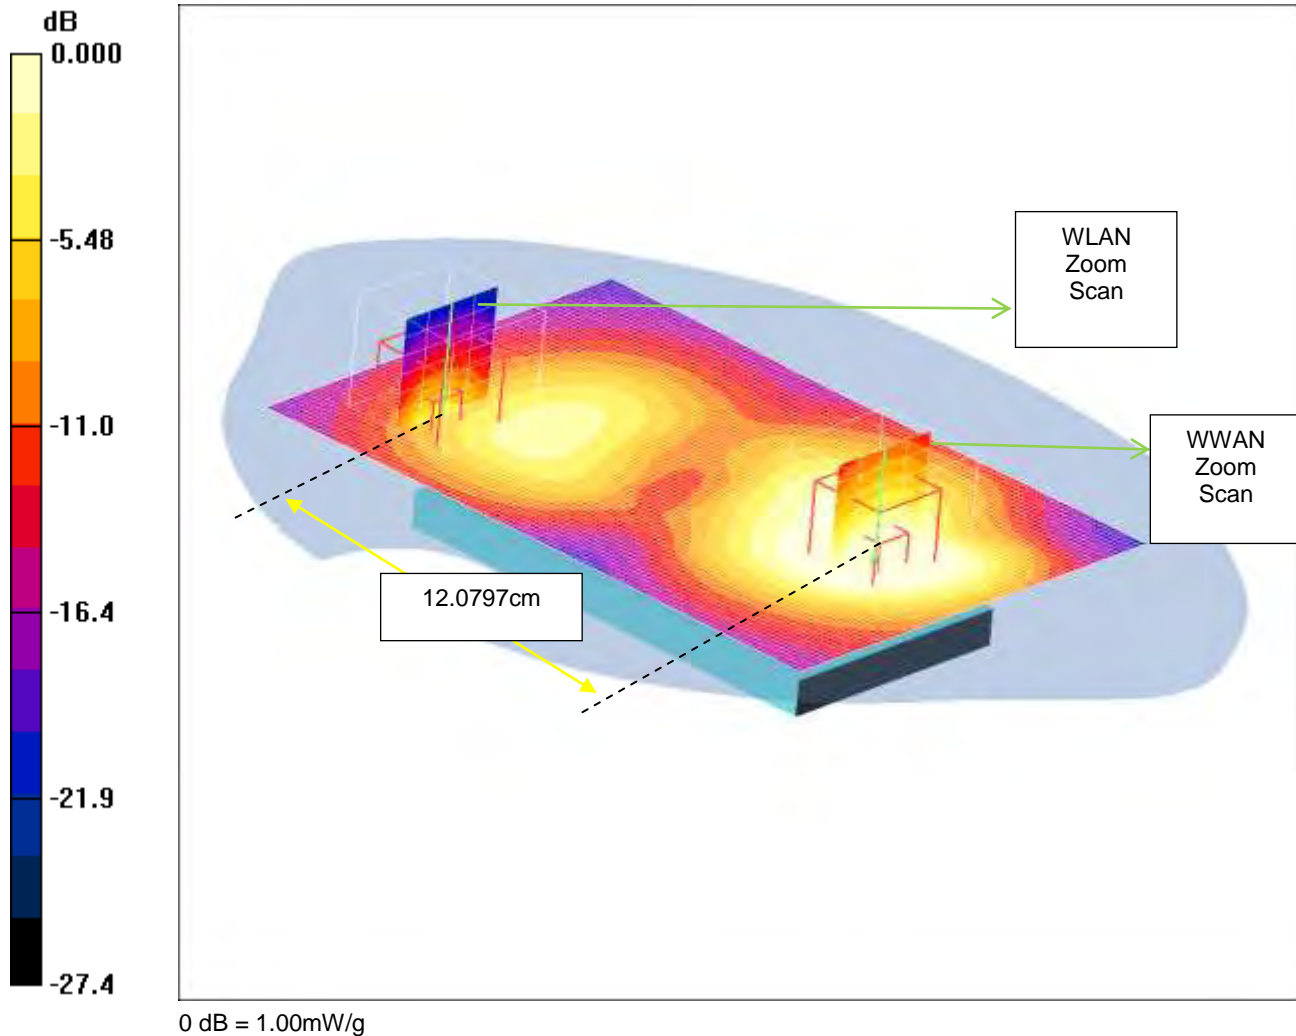 dB
0.000
-5.48
-11.0
-16.4
-21.9
-27.4
WLAN
Zoom
Scan
WWAN
Zoom
Scan
12.0797cm
0 dB = 1.00mW/g